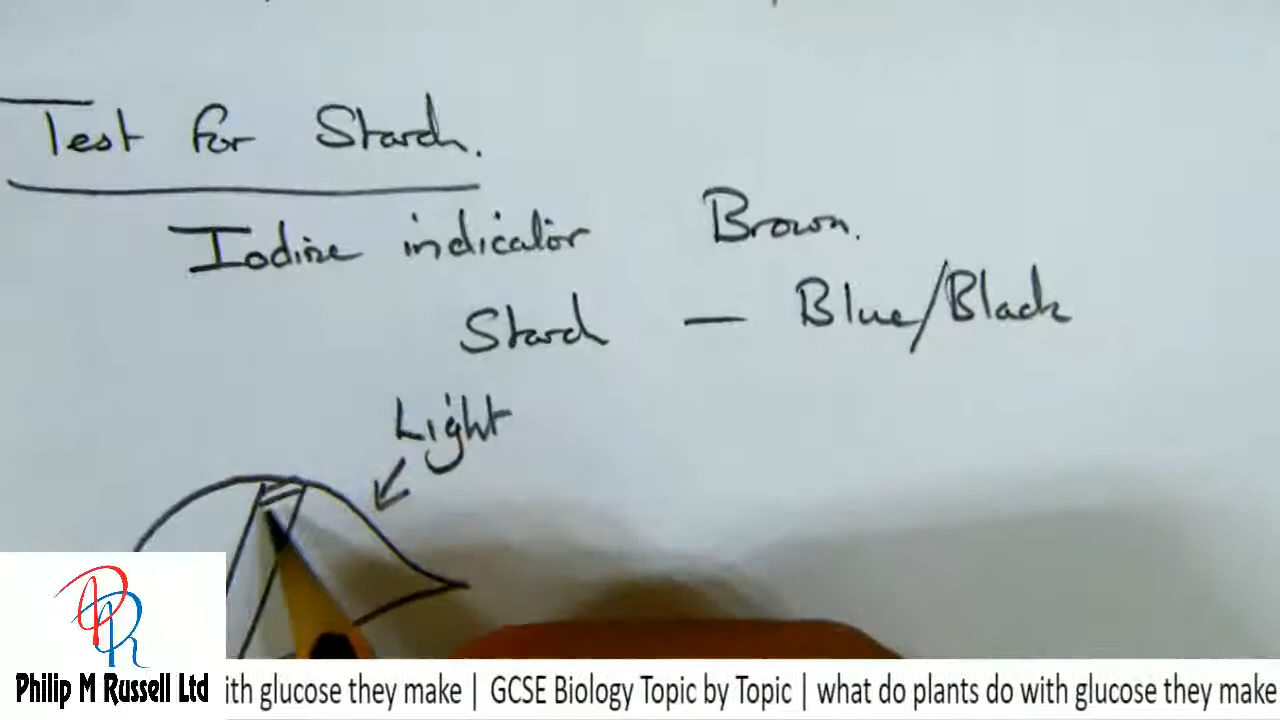 Test for Starch.
Iodine indicator Brown.
Starch — Blue/Black
Light
Philip M Russell Ltd
ith glucose they make | GCSE Biology Topic by Topic | what do plants do with glucose they make